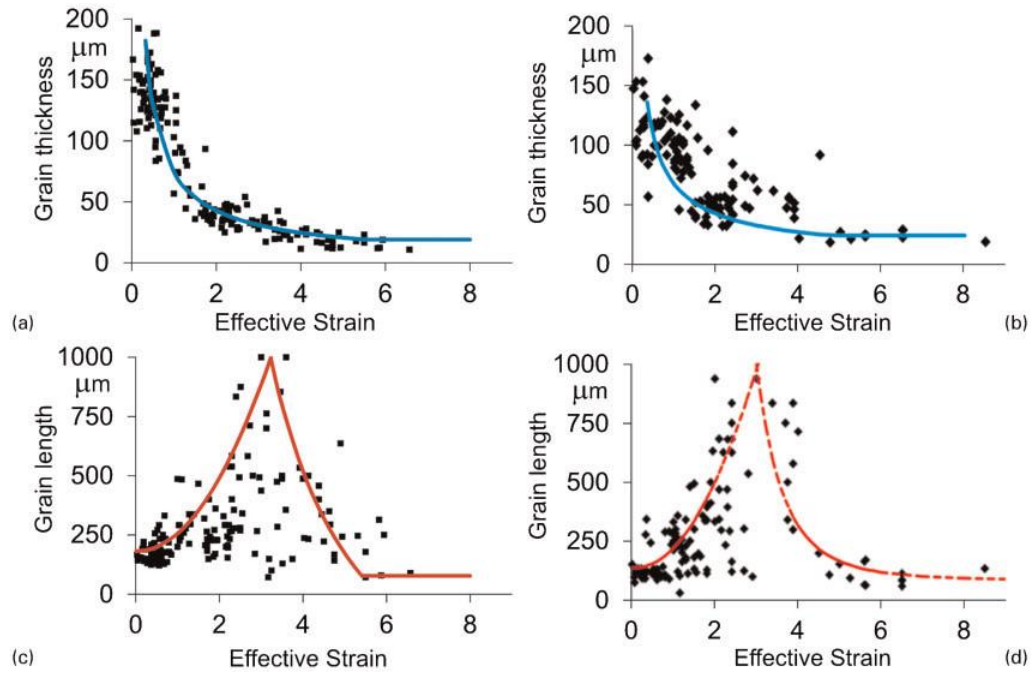 200
μm
150
100
50
0
Grain thickness
0 2 4 6 8
Effective Strain
(a)
200
μm
150
100
50
0
Grain thickness
0 2 4 6 8
Effective Strain
(b)
1000
μm
750
500
250
0
Grain length
0 2 4 6 8
Effective Strain
(c)
1000
μm
750
500
250
0
Grain length
0 2 4 6 8
Effective Strain
(d)